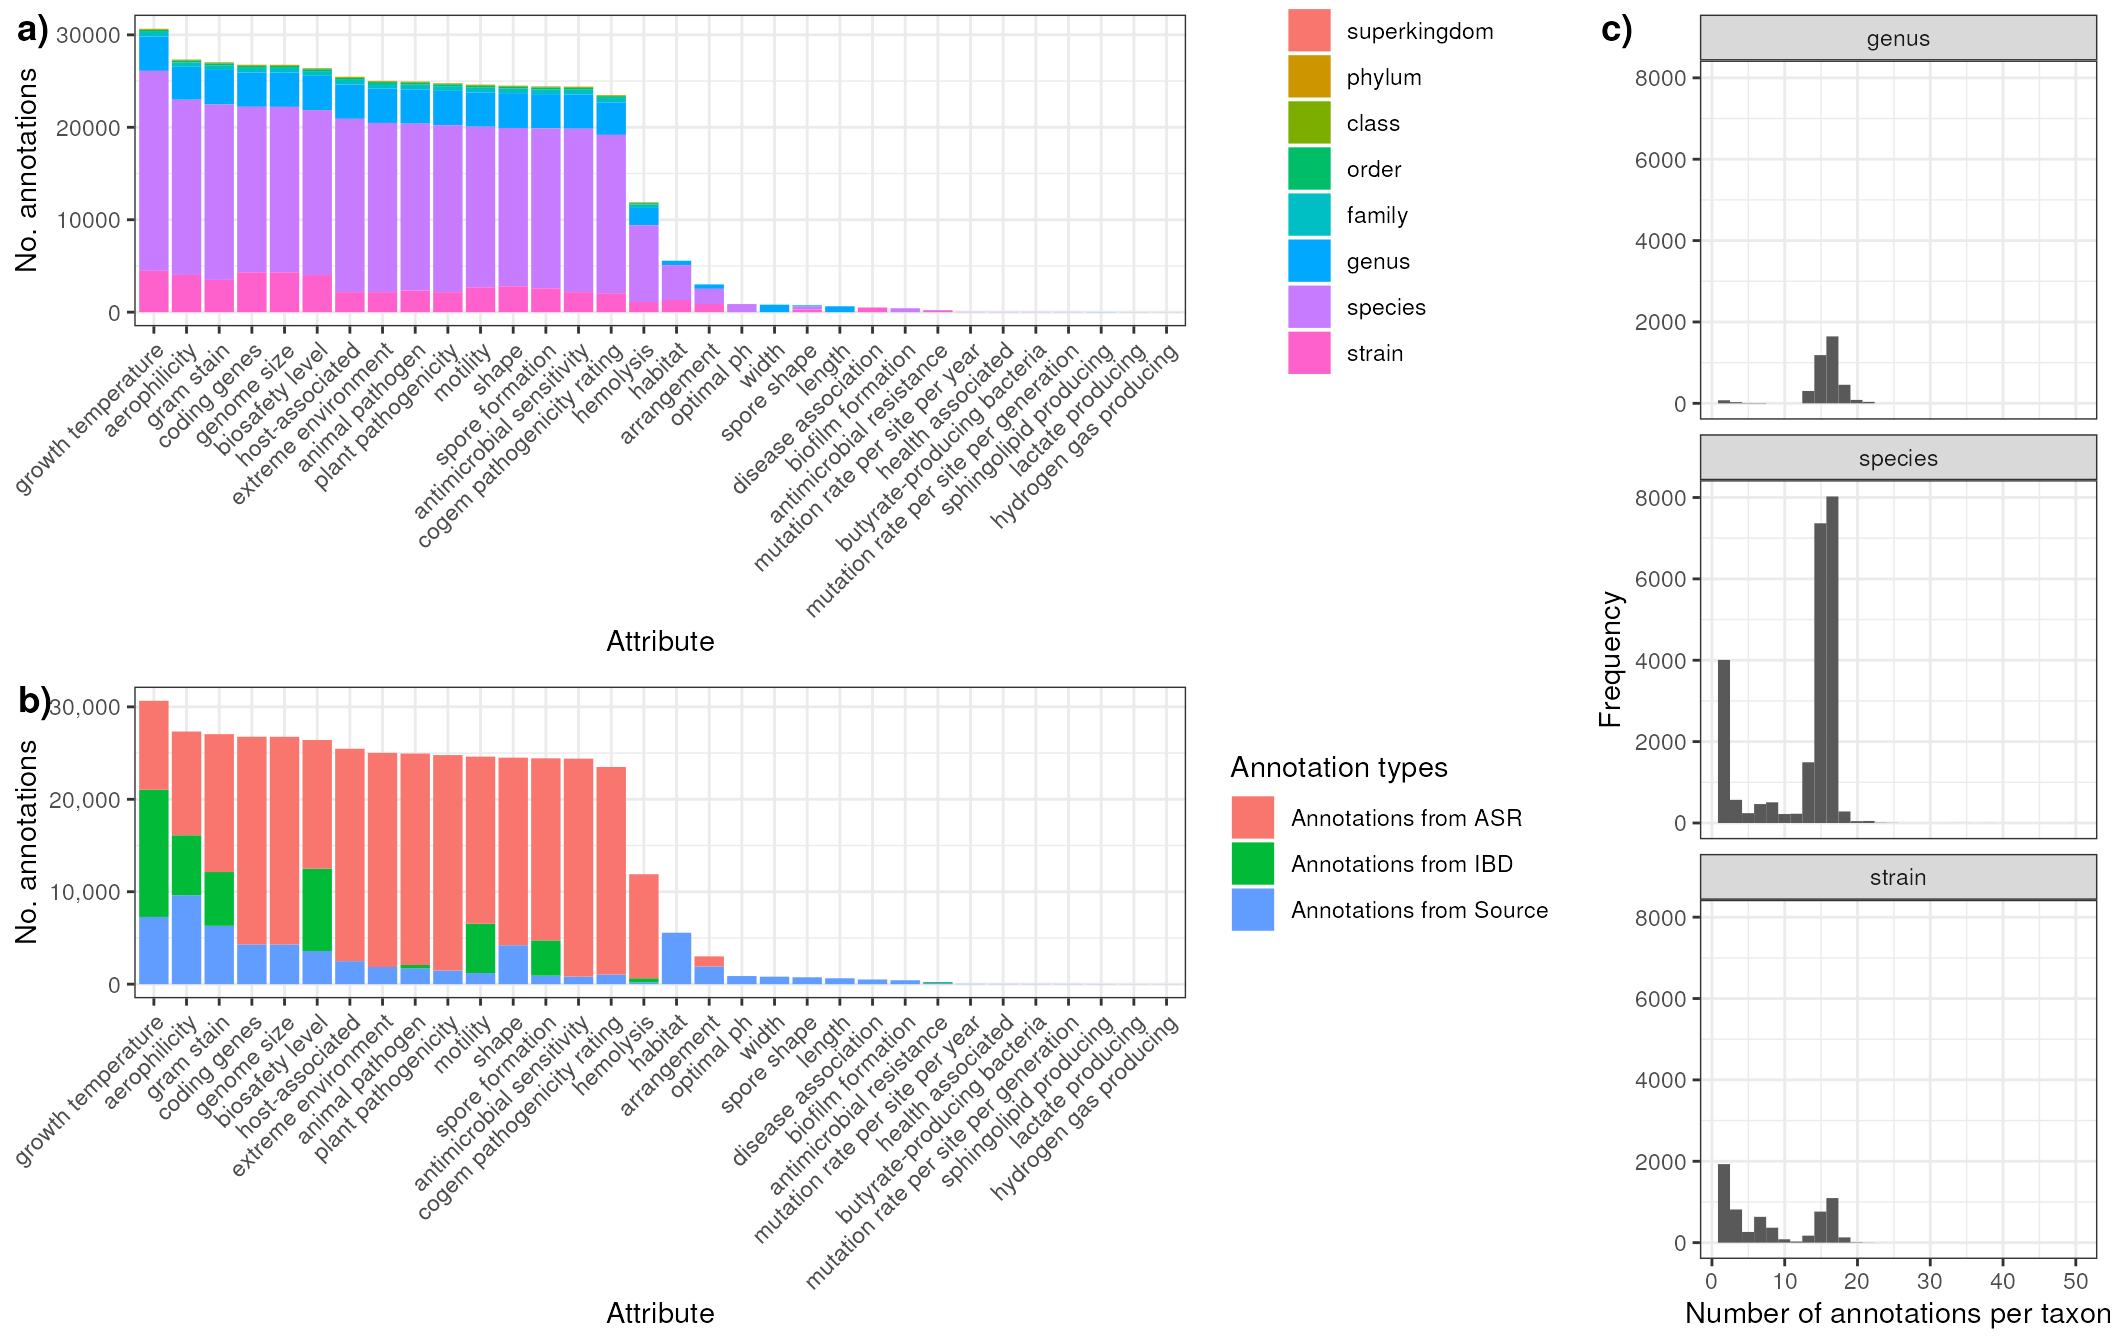 a)
30000
20000
10000
0
No. annotations
growth temperature
aerophilicity
gram stain
coding genes
genome size
biosafety level
host-associated
extreme environment
animal pathogen
plant pathogenicity
motility
shape
spore formation
antimicrobial sensitivity
cogem pathogenicity rating
hemolysis
habitat
arrangement
optimal ph
width
spore shape
length
disease association
biofilm formation
antimicrobial resistance
mutation rate per site per year
health associated
butyrate-producing bacteria
mutation rate per site per generation
sphingolipid producing
lactate producing
hydrogen gas producing
Attribute
superkingdom
phylum
class
order
family
genus
species
strain
b)
30,000
20,000
10,000
0
No. annotations
growth temperature
aerophilicity
gram stain
coding genes
genome size
biosafety level
host-associated
extreme environment
animal pathogen
plant pathogenicity
motility
shape
spore formation
antimicrobial sensitivity
cogem pathogenicity rating
hemolysis
habitat
arrangement
optimal ph
width
spore shape
length
disease association
biofilm formation
antimicrobial resistance
mutation rate per site per year
health associated
butyrate-producing bacteria
mutation rate per site per generation
sphingolipid producing
lactate producing
hydrogen gas producing
Attribute
Annotation types
Annotations from ASR
Annotations from IBD
Annotations from Source
c)
genus
8000
6000
4000
2000
0
species
8000
6000
4000
2000
0
Frequency
strain
8000
6000
4000
2000
0
0 10 20 30 40 50
Number of annotations per taxon